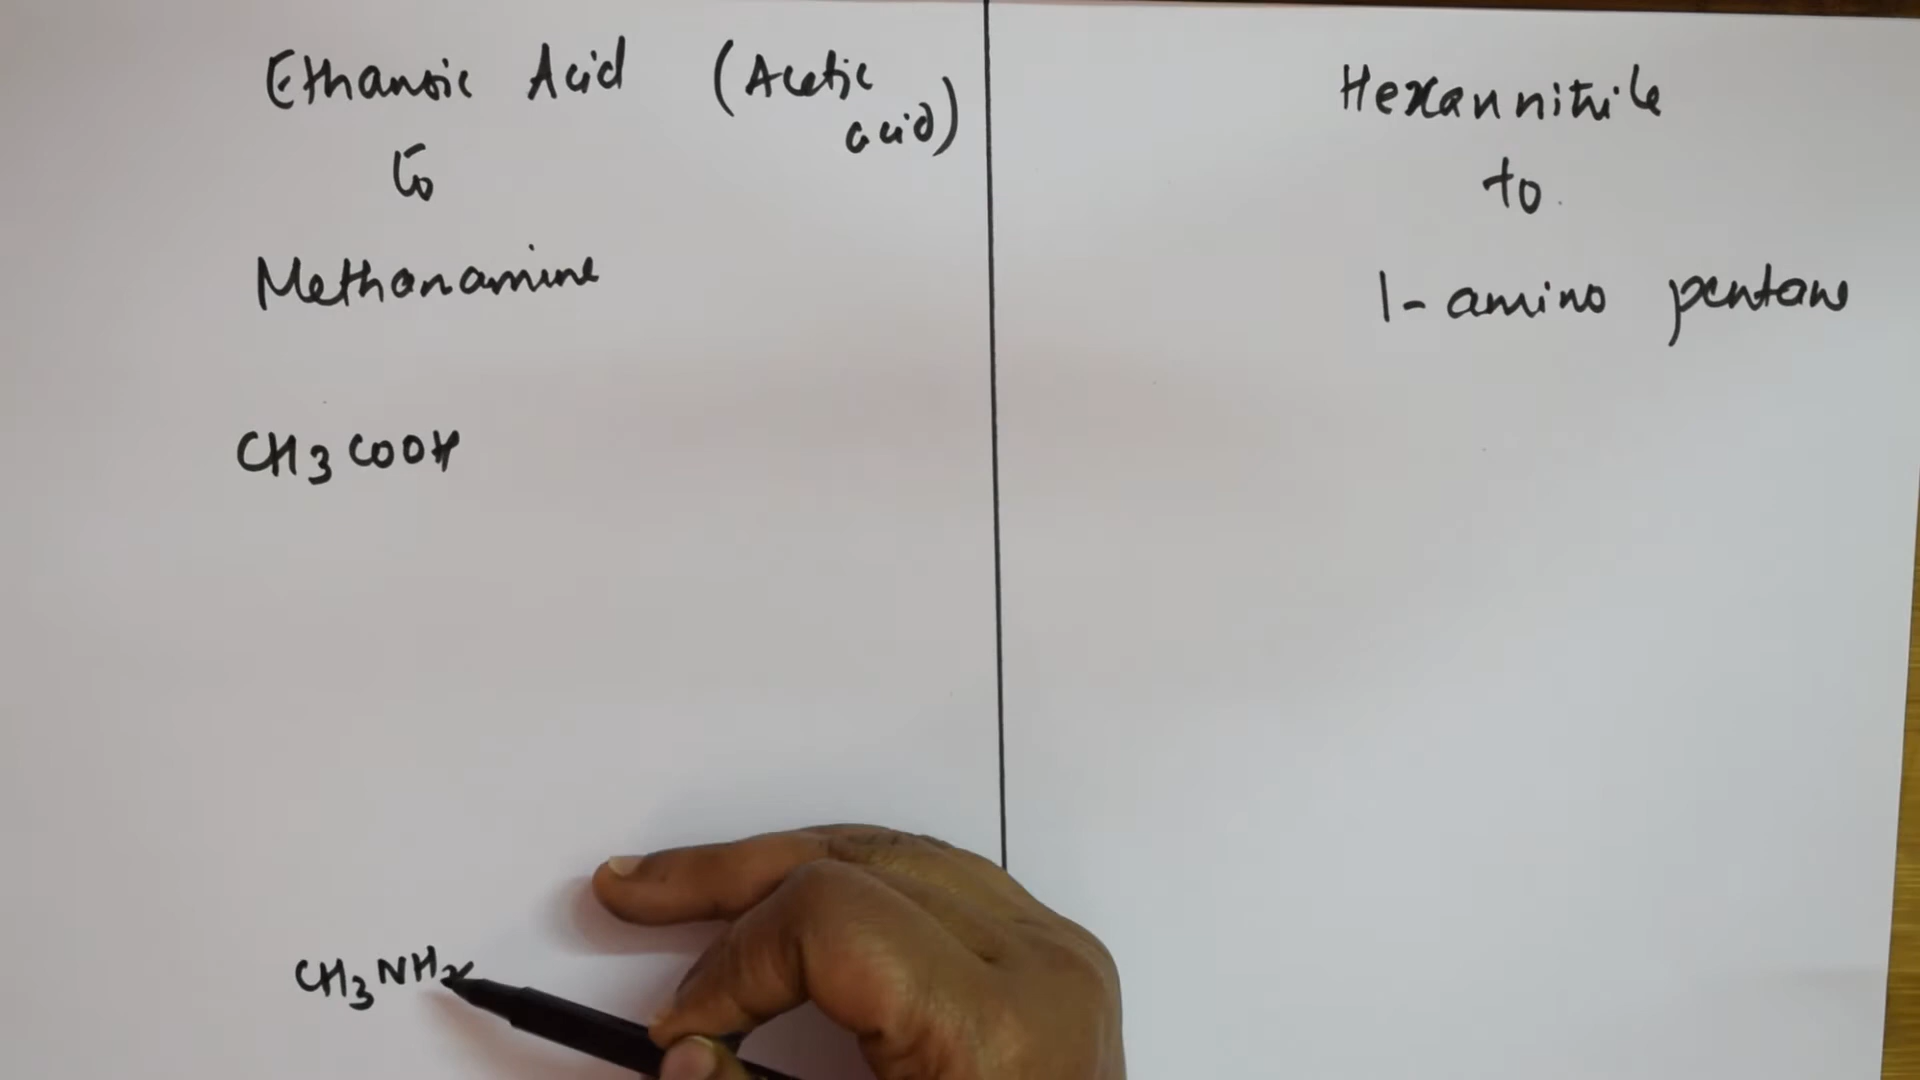 Ethanoic Acid (Acetic
acid)
to
Methanamine
CH3COOH
CH3NH2
Hexannitrile
to
1-amino pentane